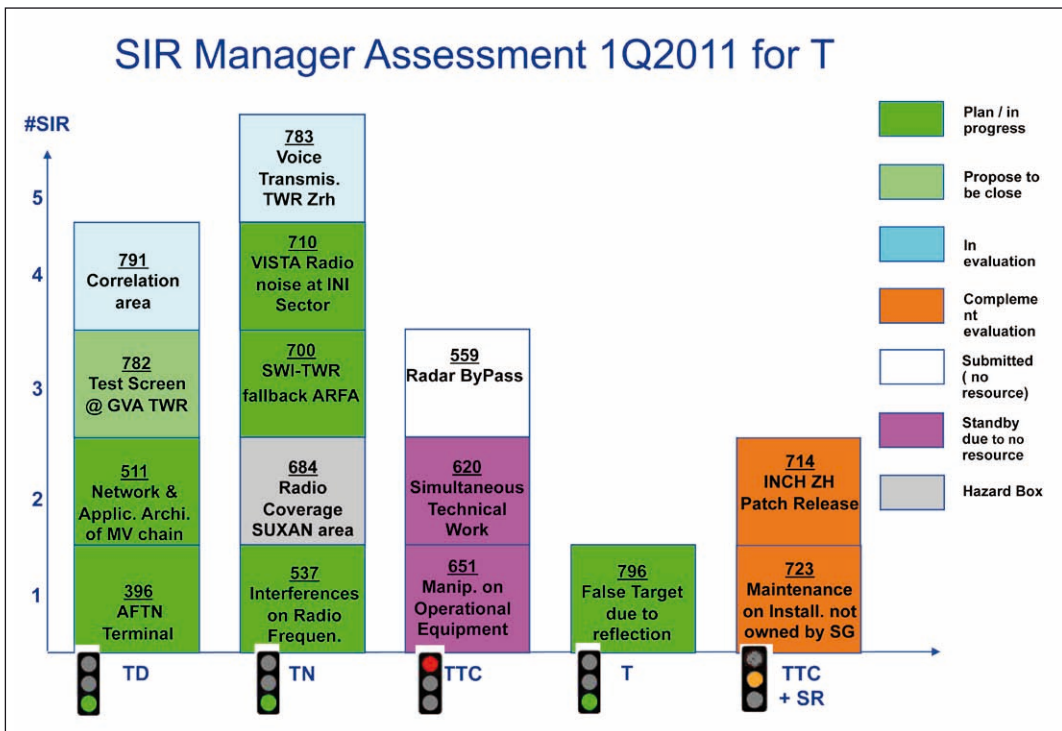 SIR Manager Assessment 1Q2011 for T
#SIR
5
4
3
2
1
791
Correlation
area
782
Test Screen
@ GVA TWR
511
Network &
Applic. Archi.
of MV chain
396
AFTN
Terminal
TD
783
Voice
Transmis.
TWR Zrh
710
VISTA Radio
noise at INI
Sector
700
SWI-TWR
fallback ARFA
684
Radio
Coverage
SUXAN area
537
Interferences
on Radio
Frequen.
TN
559
Radar ByPass
620
Simultaneous
Technical
Work
651
Manip. on
Operational
Equipment
TTC
796
False Target
due to
reflection
T
714
INCH ZH
Patch Release
723
Maintenance
on Install. not
owned by SG
TTC
+ SR
Plan / in
progress
Propose to
be close
In
evaluation
Compleme
nt
evaluation
Submitted
( no
resource)
Standby
due to no
resource
Hazard Box